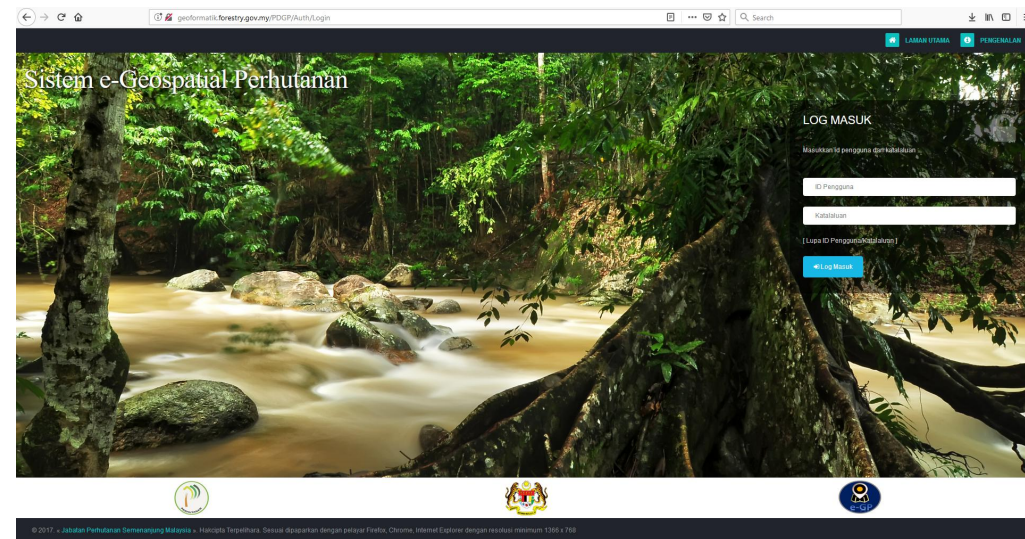 geoformatik.forestry.gov.my/PDGP/Auth/Login
Search
LAMAN UTAMA
PENGENALAN
Sistem e-Geospatial Perhutanan
LOG MASUK
Masukkan id pengguna dan katalaluan
ID Pengguna
Katalaluan
[ Lupa ID Pengguna/Katalaluan ]
Log Masuk
e-GP
© 2017. » Jabatan Perhutanan Semenanjung Malaysia ». Hakcipta Terpelihara. Sesuai dipaparkan dengan pelayar Firefox, Chrome, Internet Explorer dengan resolusi minimum 1366 x 768